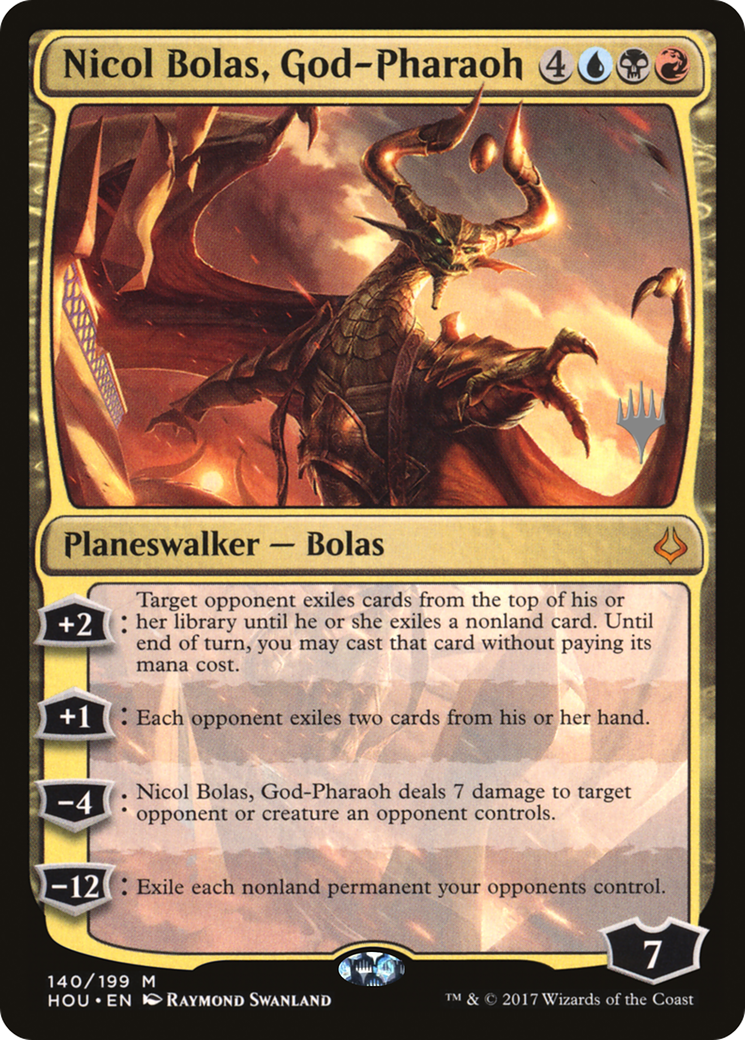 Nicol Bolas, God-Pharaoh 4
Planeswalker — Bolas
+2 : Target opponent exiles cards from the top of his or
her library until he or she exiles a nonland card. Until
end of turn, you may cast that card without paying its
mana cost.
+1 : Each opponent exiles two cards from his or her hand.
−4 : Nicol Bolas, God-Pharaoh deals 7 damage to target
opponent or creature an opponent controls.
−12 : Exile each nonland permanent your opponents control.
7
140/199 M
HOU • EN Raymond Swanland
™ & © 2017 Wizards of the Coast